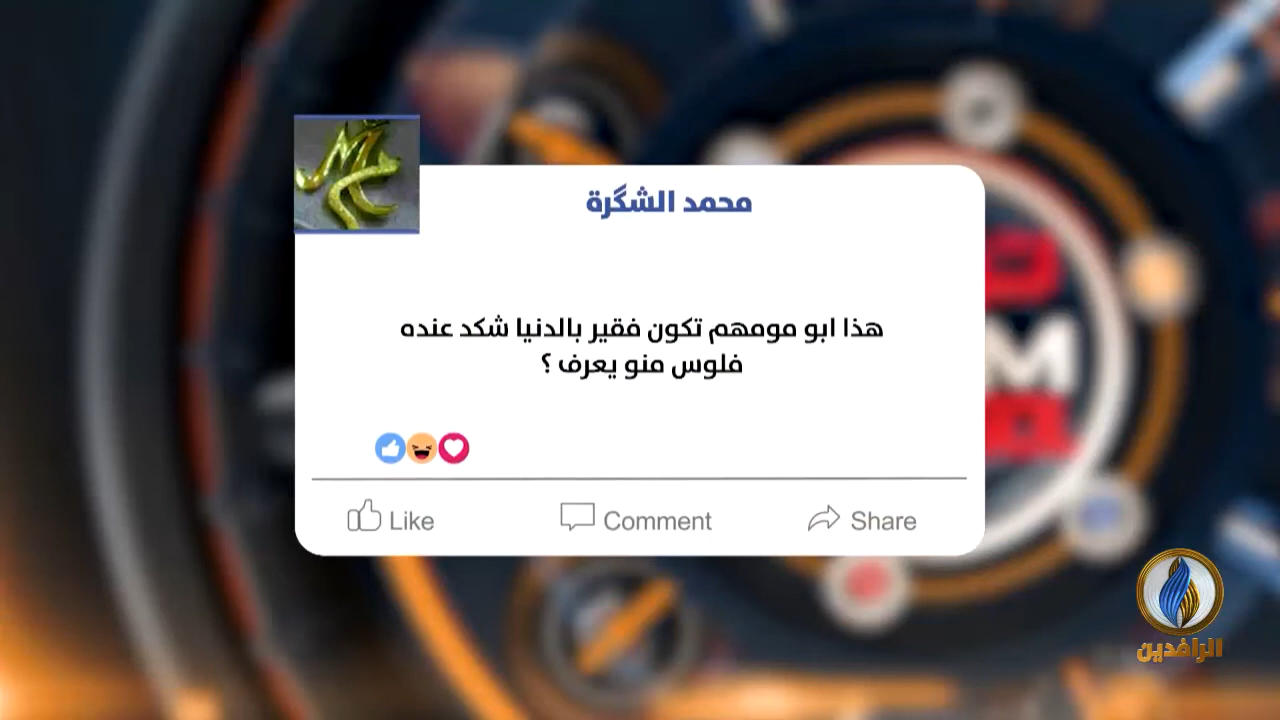 محمد الشگرة
هذا ابو مومهم تكون فقير بالدنيا شكد عنده
فلوس منو يعرف ؟
Like
Comment
Share
الرافدين